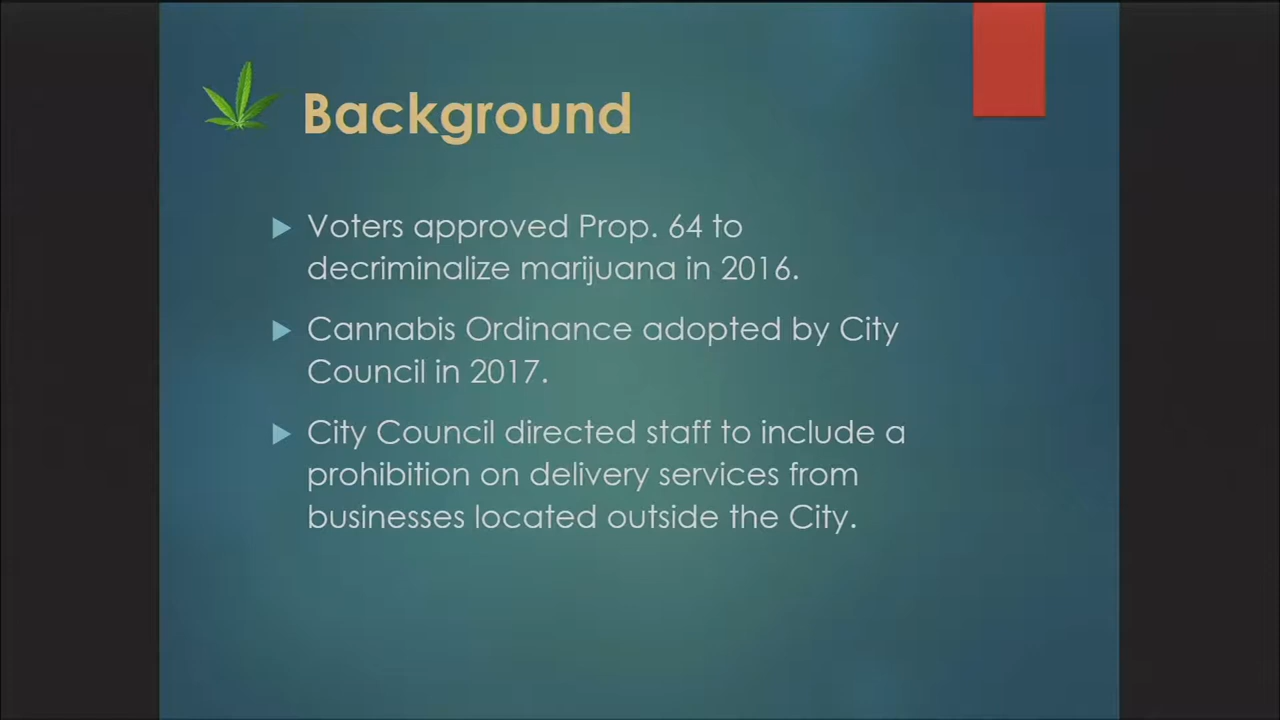 Background
Voters approved Prop. 64 to
decriminalize marijuana in 2016.
Cannabis Ordinance adopted by City
Council in 2017.
City Council directed staff to include a
prohibition on delivery services from
businesses located outside the City.